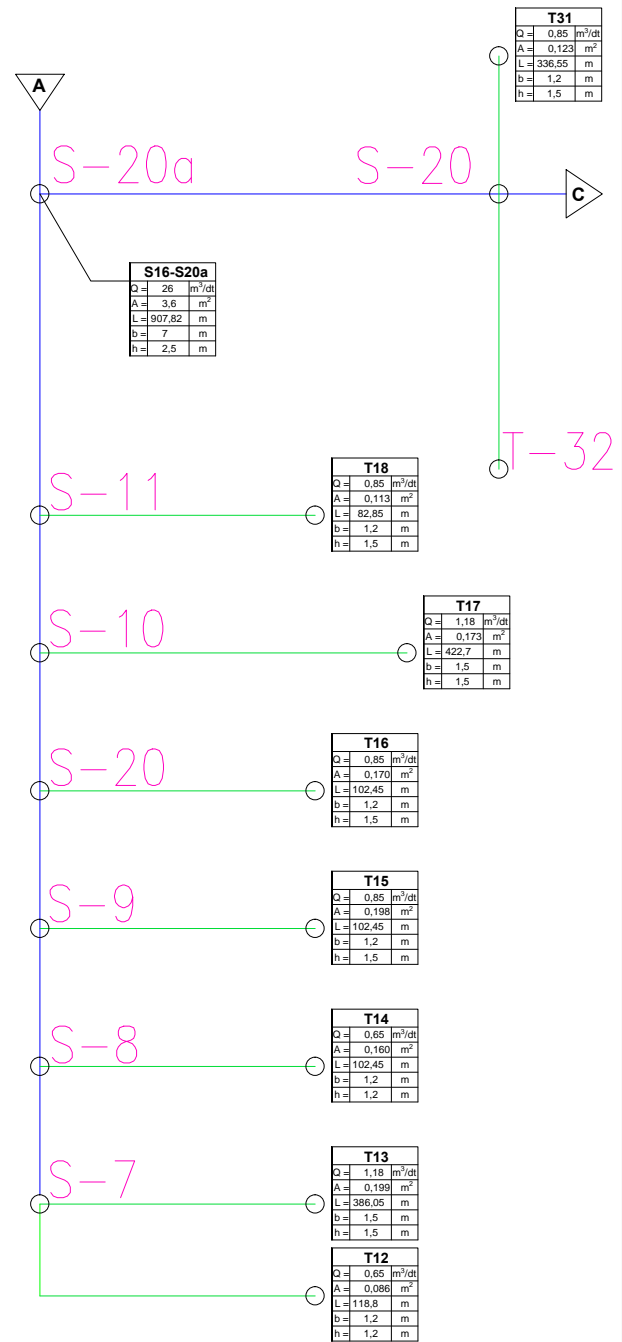 T31
Q = 0,85 m³/dt
A = 0,123 m²
L = 336,55 m
b = 1,2 m
h = 1,5 m
A
S-20a
S-20
C
S16-S20a
Q = 26 m³/dt
A = 3,6 m²
L = 907,82 m
b = 7 m
h = 2,5 m
T-32
S-11
T18
Q = 0,85 m³/dt
A = 0,113 m²
L = 82,85 m
b = 1,2 m
h = 1,5 m
S-10
T17
Q = 1,18 m³/dt
A = 0,173 m²
L = 422,7 m
b = 1,5 m
h = 1,5 m
S-20
T16
Q = 0,85 m³/dt
A = 0,170 m²
L = 102,45 m
b = 1,2 m
h = 1,5 m
S-9
T15
Q = 0,85 m³/dt
A = 0,198 m²
L = 102,45 m
b = 1,2 m
h = 1,5 m
S-8
T14
Q = 0,65 m³/dt
A = 0,160 m²
L = 102,45 m
b = 1,2 m
h = 1,2 m
S-7
T13
Q = 1,18 m³/dt
A = 0,199 m²
L = 386,05 m
b = 1,5 m
h = 1,5 m
T12
Q = 0,65 m³/dt
A = 0,086 m²
L = 118,8 m
b = 1,2 m
h = 1,2 m